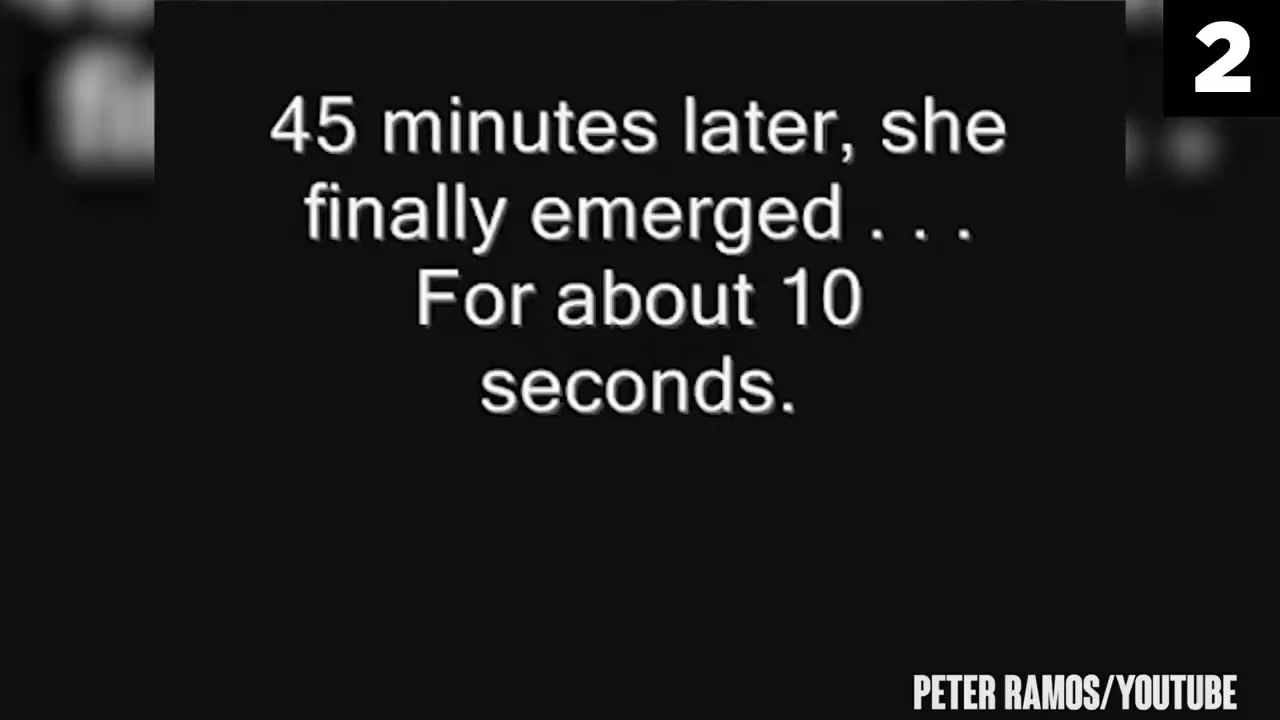 2
45 minutes later, she
finally emerged . . .
For about 10
seconds.
PETER RAMOS/YOUTUBE